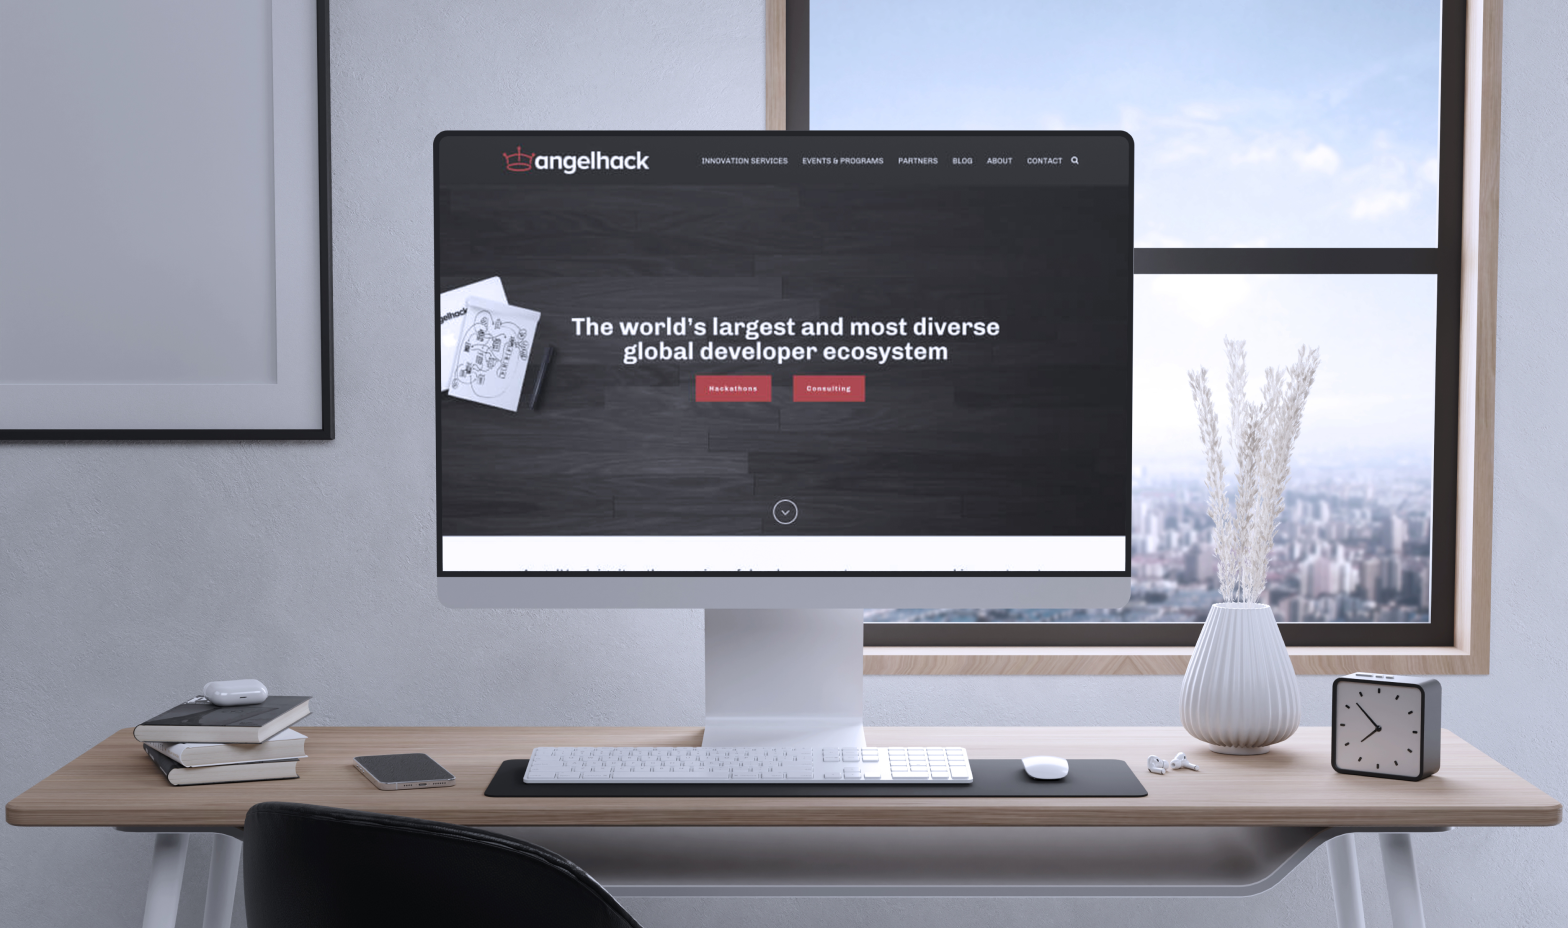 angelhack
INNOVATION SERVICES EVENTS & PROGRAMS PARTNERS BLOG ABOUT CONTACT
gelhack
The world's largest and most diverse
global developer ecosystem
Hackathons Consulting